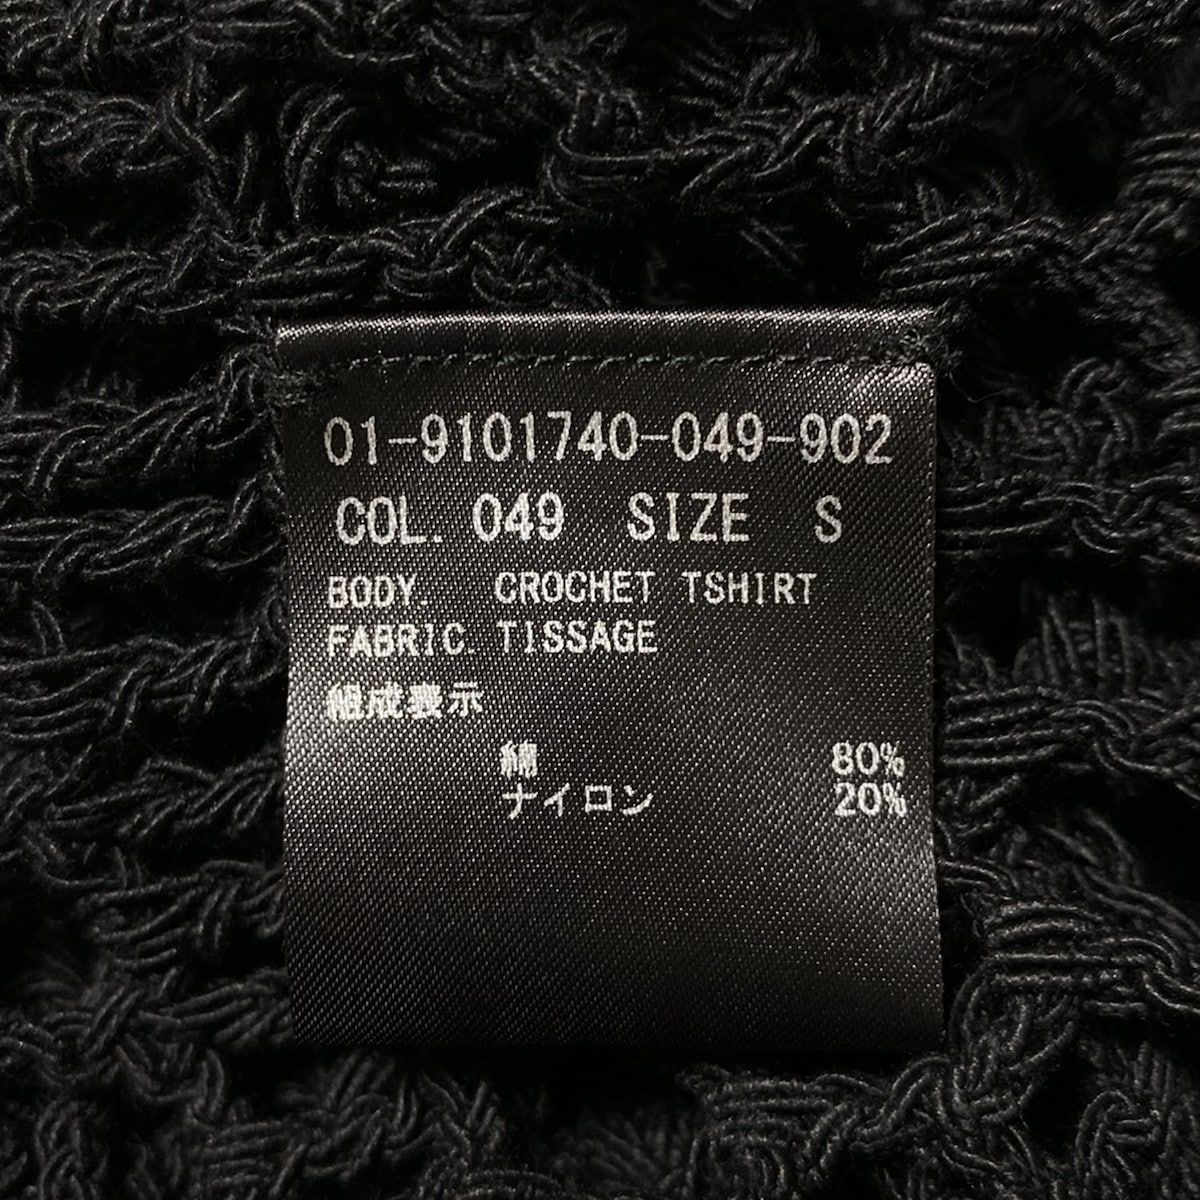 01-9101740-049-902
COL. 049 SIZE S
BODY. CROCHET TSHIRT
FABRIC. TISSAGE
組成表示
綿 80%
ナイロン 20%